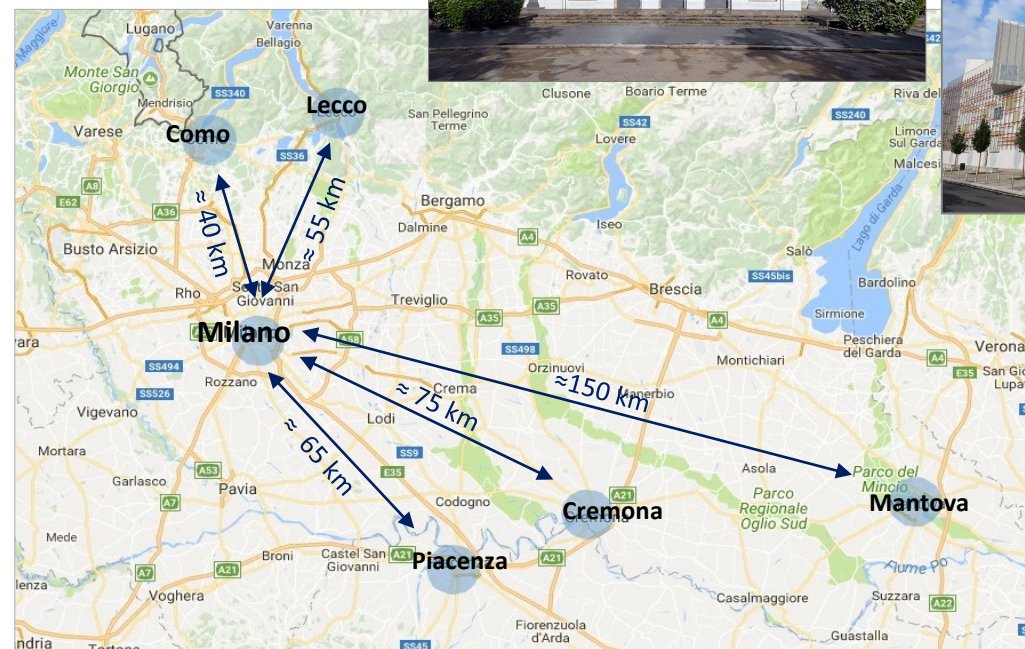 Lugano
Varenna
Bellagio
Monte San
Giorgio
SS340
Mendrisio
Lecco
Clusone
Boario Terme
Riva del
SS42
SS240
San Pellegrino
Terme
Varese
Como
SS36
Lovere
Limone
Sul Garda
Malcesi
A8
E62
A36
≈ 40 km
≈ 55 km
Bergamo
Dalmine
Iseo
A4
Lago di Garda
Salò
Busto Arsizio
Monza
Rovato
SS45bis
Bardolino
Rho
Giovanni
Treviglio
A35
A35
Brescia
Sirmione
A4
Milano
SS494
SS498
Peschiera
del Garda
Verona
A4
E35
San Gio
Lupa
Montichiari
Rozzano
Orzinuovi
SS526
Crema
≈150 km
≈ 75 km
Vigevano
Lodi
≈ 65 km
Mortara
SS9
E35
A53
Asola
Parco del
Mincio
Garlasco
Pavia
A7
Codogno
A21
Cremona
Parco
Regionale
Oglio Sud
Mantova
Mede
Broni
Castel San
Giovanni
A21
Piacenza
A21
Fiume Po
A7
A21
Voghera
Casalmaggiore
Suzzara
A22
Fiorenzuola
d'Arda
Guastalla
SS45